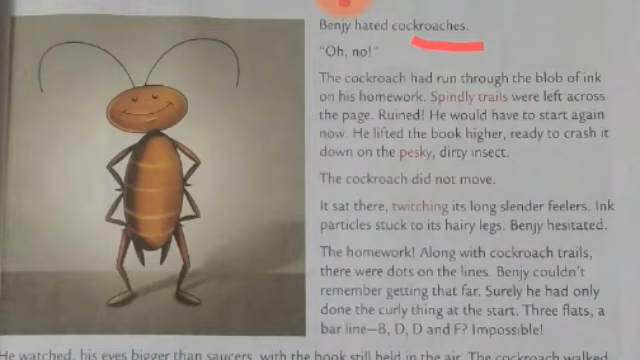 Benjy hated cockroaches.
"Oh, no!"
The cockroach had run through the blob of ink
on his homework. Spindly trails were left across
the page. Ruined! He would have to start again
now. He lifted the book higher, ready to crash it
down on the pesky, dirty insect.
The cockroach did not move.
It sat there, twitching its long slender feelers. Ink
particles stuck to its hairy legs. Benjy hesitated.
The homework! Along with cockroach trails,
there were dots on the lines. Benjy couldn't
remember getting that far. Surely he had only
done the curly thing at the start. Three flats, a
bar line—B, D, D and F? Impossible!
He watched, his eyes bigger than saucers, with the book still held in the air. The cockroach walked